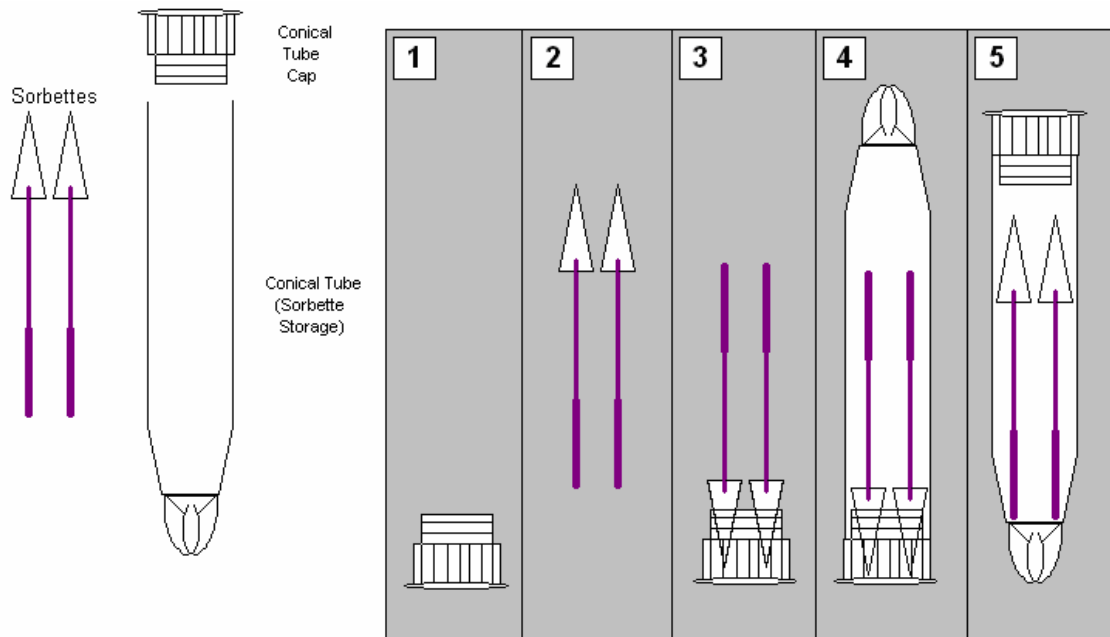 Conical
Tube
Cap
Sorbettes
Conical Tube
(Sorbette
Storage)
1
2
3
4
5